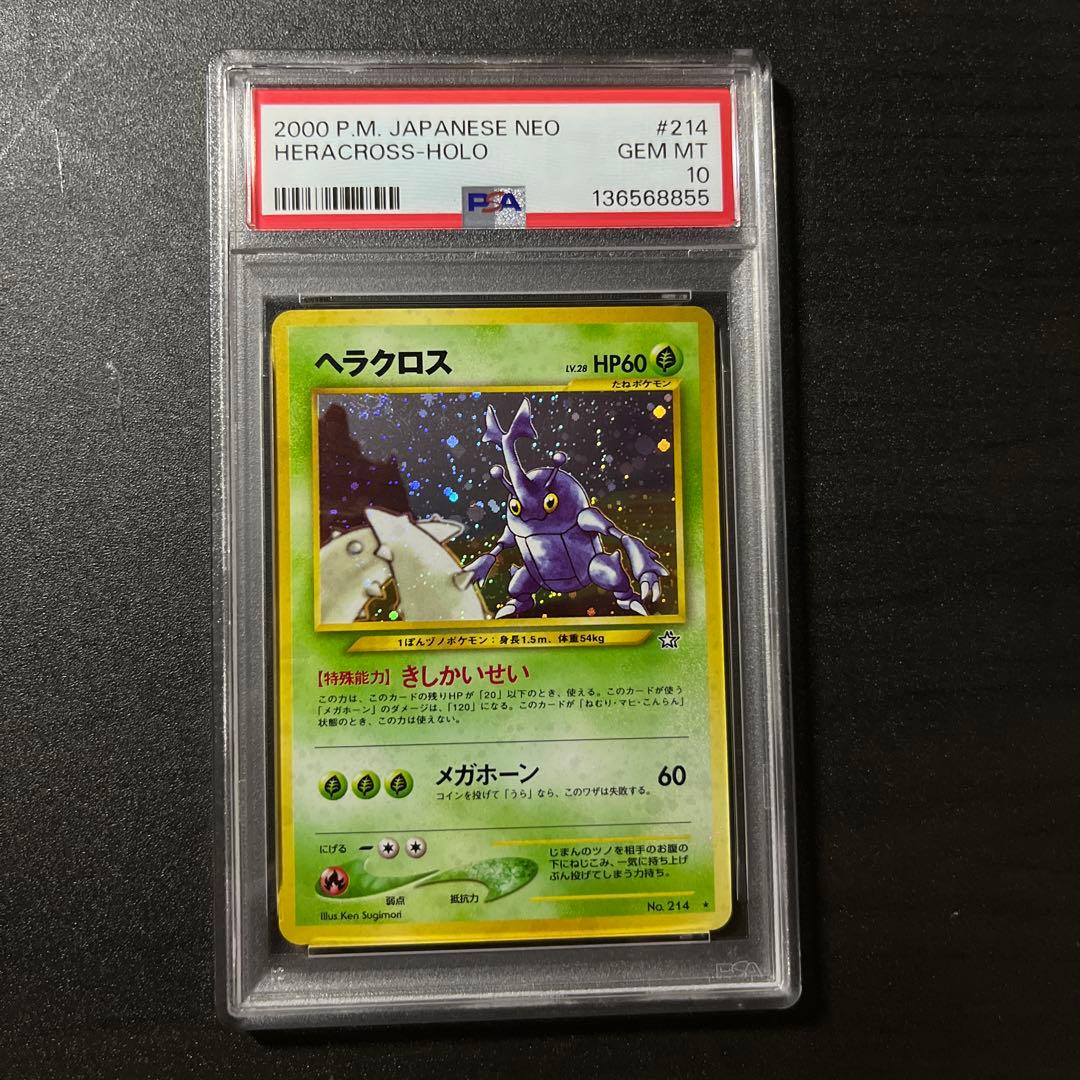 2000 P.M. JAPANESE NEO #214
HERACROSS-HOLO GEM MT
10
PSA 136568855
ヘラクロス LV.28 HP60
たねポケモン
1ぽんヅノポケモン：身長1.5m、体重54kg
【特殊能力】きしかいせい
この力は、このカードの残りHPが「20」以下のとき、使える。このカードが使う
「メガホーン」のダメージは、「120」になる。このカードが「ねむり・マヒ・こんらん」
状態のとき、この力は使えない。
メガホーン 60
コインを投げて「うら」なら、このワザは失敗する。
にげる
弱点 抵抗力
じまんのツノを相手のお腹の
下にねじこみ、一気に持ち上げ
ぶん投げてしまう力持ち。
Illus. Ken Sugimori
No. 214 ★
PSA